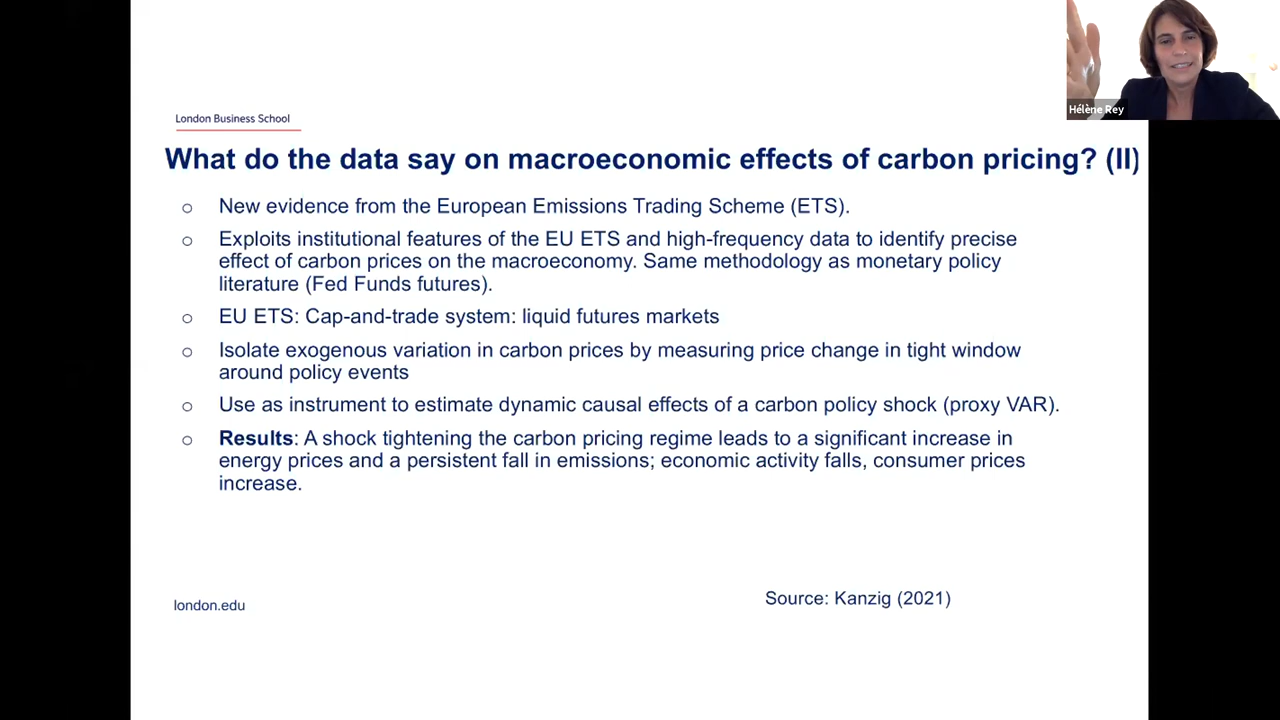 Hélène Rey
London Business School
What do the data say on macroeconomic effects of carbon pricing? (II)
o New evidence from the European Emissions Trading Scheme (ETS).
o Exploits institutional features of the EU ETS and high-frequency data to identify precise
effect of carbon prices on the macroeconomy. Same methodology as monetary policy
literature (Fed Funds futures).
o EU ETS: Cap-and-trade system: liquid futures markets
o Isolate exogenous variation in carbon prices by measuring price change in tight window
around policy events
o Use as instrument to estimate dynamic causal effects of a carbon policy shock (proxy VAR).
o Results: A shock tightening the carbon pricing regime leads to a significant increase in
energy prices and a persistent fall in emissions; economic activity falls, consumer prices
increase.
Source: Kanzig (2021)
london.edu